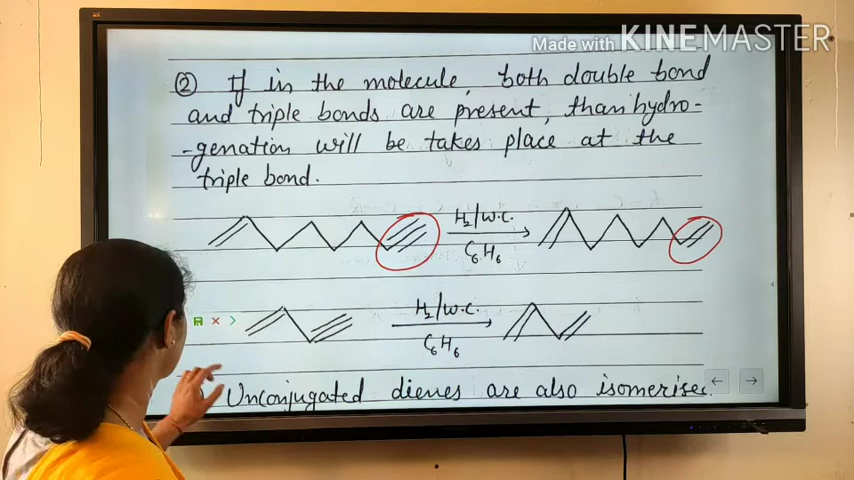 Made with KINEMASTER
② If in the molecule, both double bond
and triple bonds are present, than hydro-
-genation will be takes place at the
triple bond.
H₂/W.C.
C₆H₆
H₂/W.C.
C₆H₆
Unconjugated dienes are also isomerises.